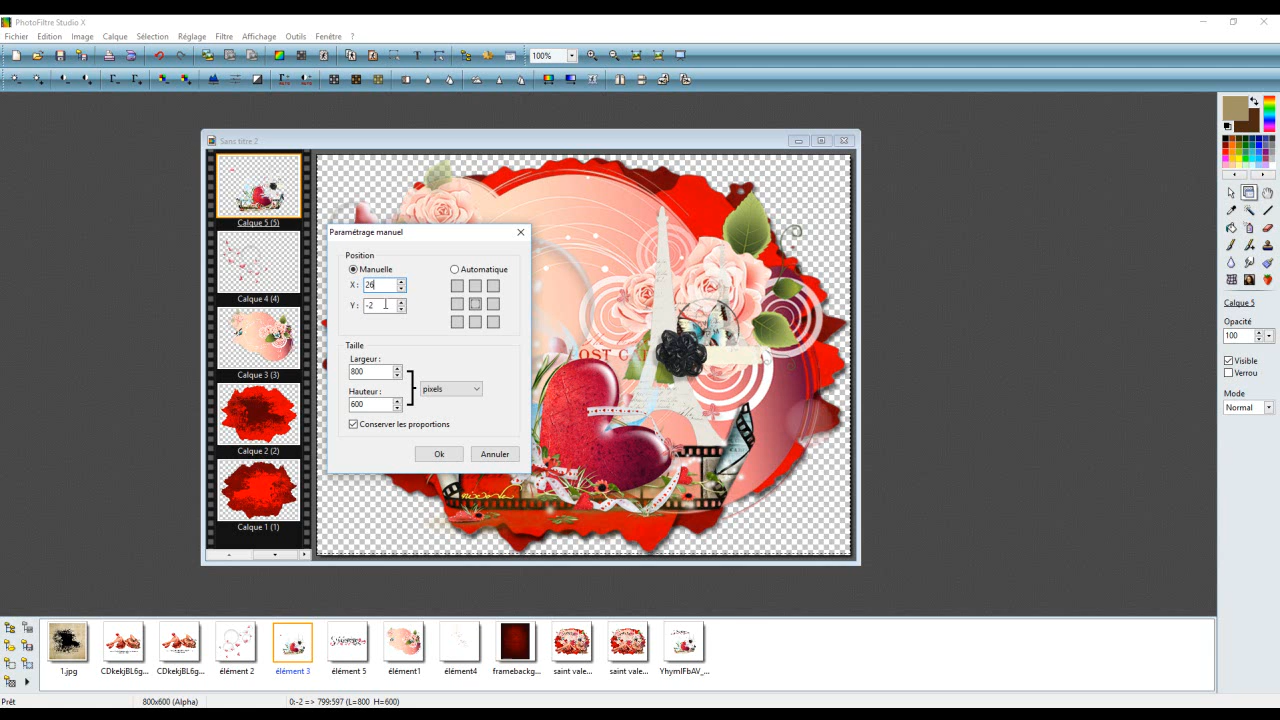 PhotoFiltre Studio X
Fichier Edition Image Calque Sélection Réglage Filtre Affichage Outils Fenêtre ?
100%
Sans titre 2
Calque 5 (5)
Calque 4 (4)
Calque 3 (3)
Calque 2 (2)
Calque 1 (1)
Paramétrage manuel
Position
Manuelle Automatique
X : 26
Y : -2
Taille
Largeur :
800
pixels
Hauteur :
600
Conserver les proportions
Ok Annuler
OST C
Calque 5
Opacité
100
Visible
Verrou
Mode
Normal
1.jpg CDkekjBL6g... CDkekjBL6g... élément 2 élément 3 élément 5 élément1 élément4 framebackg... saint vale... saint vale... YhymIFbAV_...
Prêt 800x600 (Alpha) 0:-2 => 799:597 (L=800 H=600)